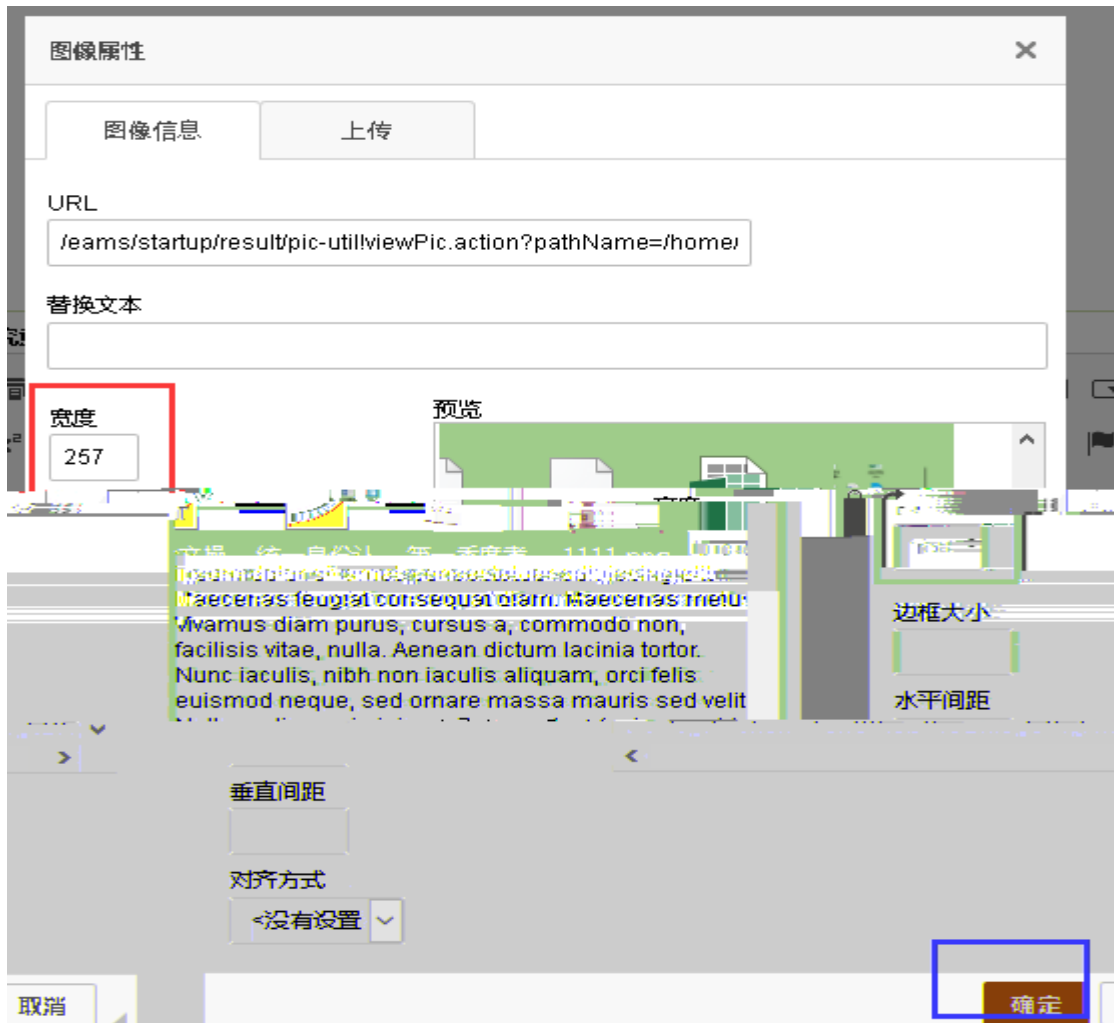 图像属性
图像信息
上传
URL
/eams/startup/result/pic-util!viewPic.action?pathName=/home/
替换文本
宽度
预览
257
Maecenas feugiat consequat diam. Maecenas metus
Vivamus diam purus, cursus a, commodo non,
facilisis vitae, nulla. Aenean dictum lacinia tortor.
Nunc iaculis, nibh non iaculis aliquam, orci felis
euismod neque, sed ornare massa mauris sed velit
边框大小
水平间距
垂直间距
对齐方式
<没有设置
取消
确定